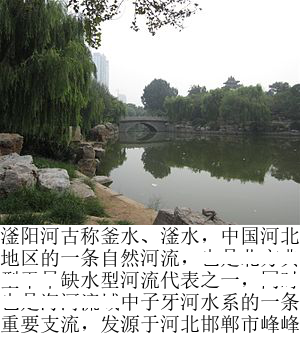 滏阳河古称釜水、滏水，中国河北
地区的一条自然河流，
缺水型河流代表之一，
中子牙河水系的一条
重要支流，发源于河北邯郸市峰峰